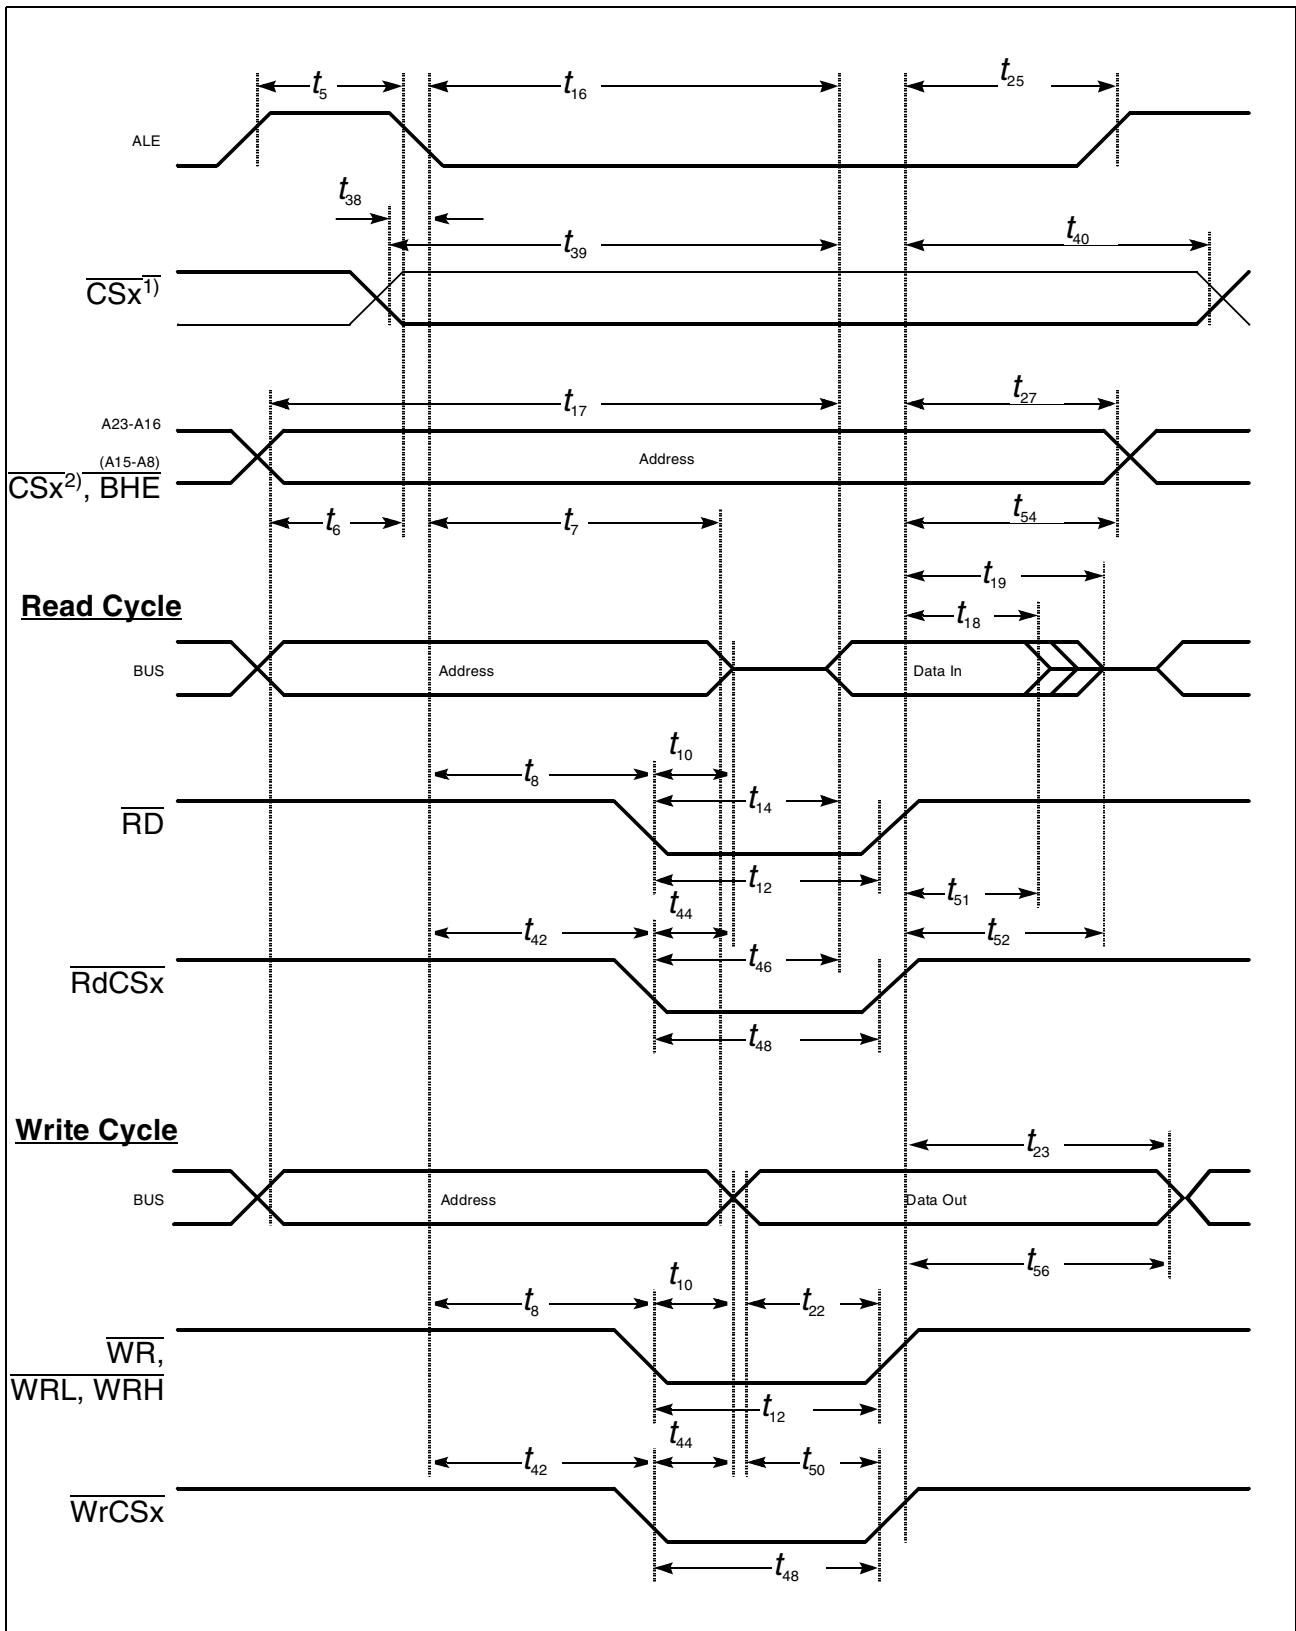 t5 t16 t25
ALE
t38
t39 t40
CSx1)
t17 t27
A23-A16
(A15-A8)
Address
CSx2), BHE
t6 t7 t54
t19
Read Cycle
t18
BUS Address Data In
t10
t8
t14
RD
t12
t51
t44
t42 t52
t46
RdCSx
t48
Write Cycle
t23
BUS Address Data Out
t56
t10
t8 t22
WR,
WRL, WRH
t12
t44
t42 t50
WrCSx
t48